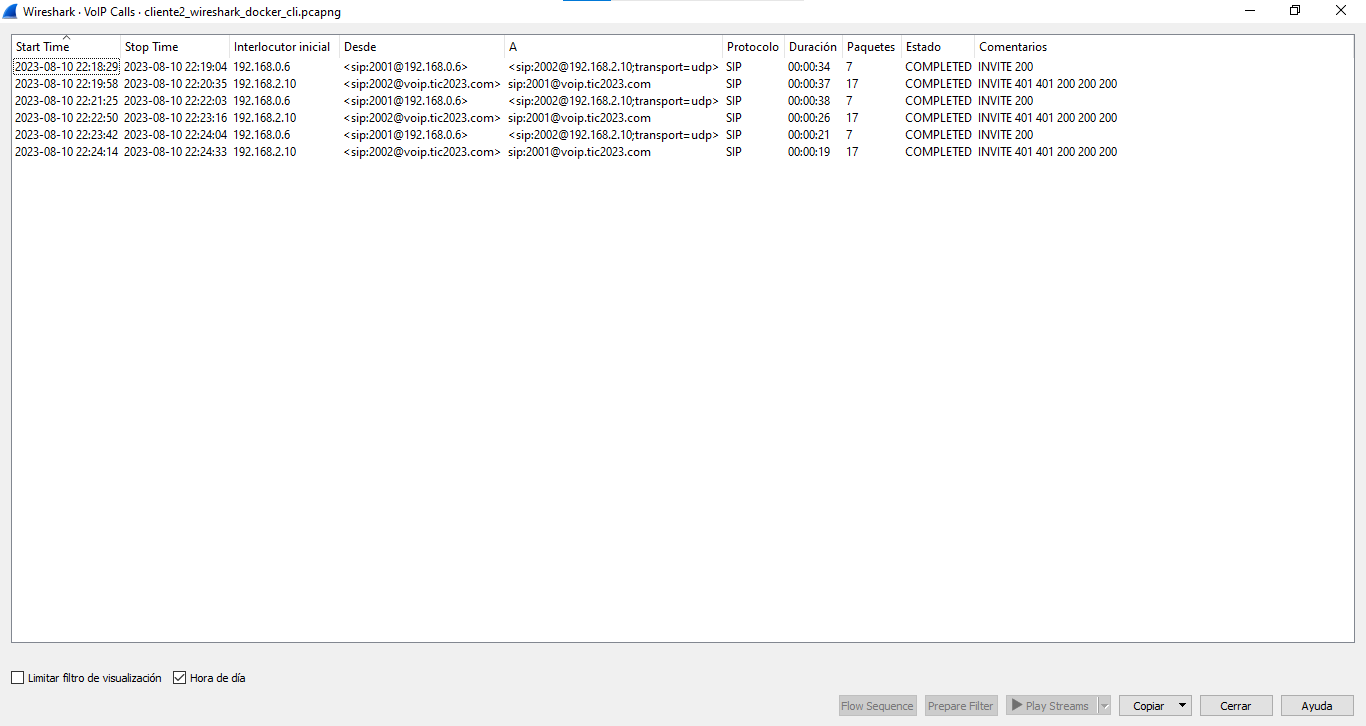 Wireshark · VoIP Calls · cliente2_wireshark_docker_cli.pcapng
Start Time Stop Time Interlocutor inicial Desde A Protocolo Duración Paquetes Estado Comentarios
2023-08-10 22:18:29 2023-08-10 22:19:04 192.168.0.6 <sip:2001@192.168.0.6> <sip:2002@192.168.2.10;transport=udp> SIP 00:00:34 7 COMPLETED INVITE 200
2023-08-10 22:19:58 2023-08-10 22:20:35 192.168.2.10 <sip:2002@voip.tic2023.com> sip:2001@voip.tic2023.com SIP 00:00:37 17 COMPLETED INVITE 401 401 200 200 200
2023-08-10 22:21:25 2023-08-10 22:22:03 192.168.0.6 <sip:2001@192.168.0.6> <sip:2002@192.168.2.10;transport=udp> SIP 00:00:38 7 COMPLETED INVITE 200
2023-08-10 22:22:50 2023-08-10 22:23:16 192.168.2.10 <sip:2002@voip.tic2023.com> sip:2001@voip.tic2023.com SIP 00:00:26 17 COMPLETED INVITE 401 401 200 200 200
2023-08-10 22:23:42 2023-08-10 22:24:04 192.168.0.6 <sip:2001@192.168.0.6> <sip:2002@192.168.2.10;transport=udp> SIP 00:00:21 7 COMPLETED INVITE 200
2023-08-10 22:24:14 2023-08-10 22:24:33 192.168.2.10 <sip:2002@voip.tic2023.com> sip:2001@voip.tic2023.com SIP 00:00:19 17 COMPLETED INVITE 401 401 200 200 200
Limitar filtro de visualización Hora de día
Flow Sequence Prepare Filter Play Streams Copiar Cerrar Ayuda